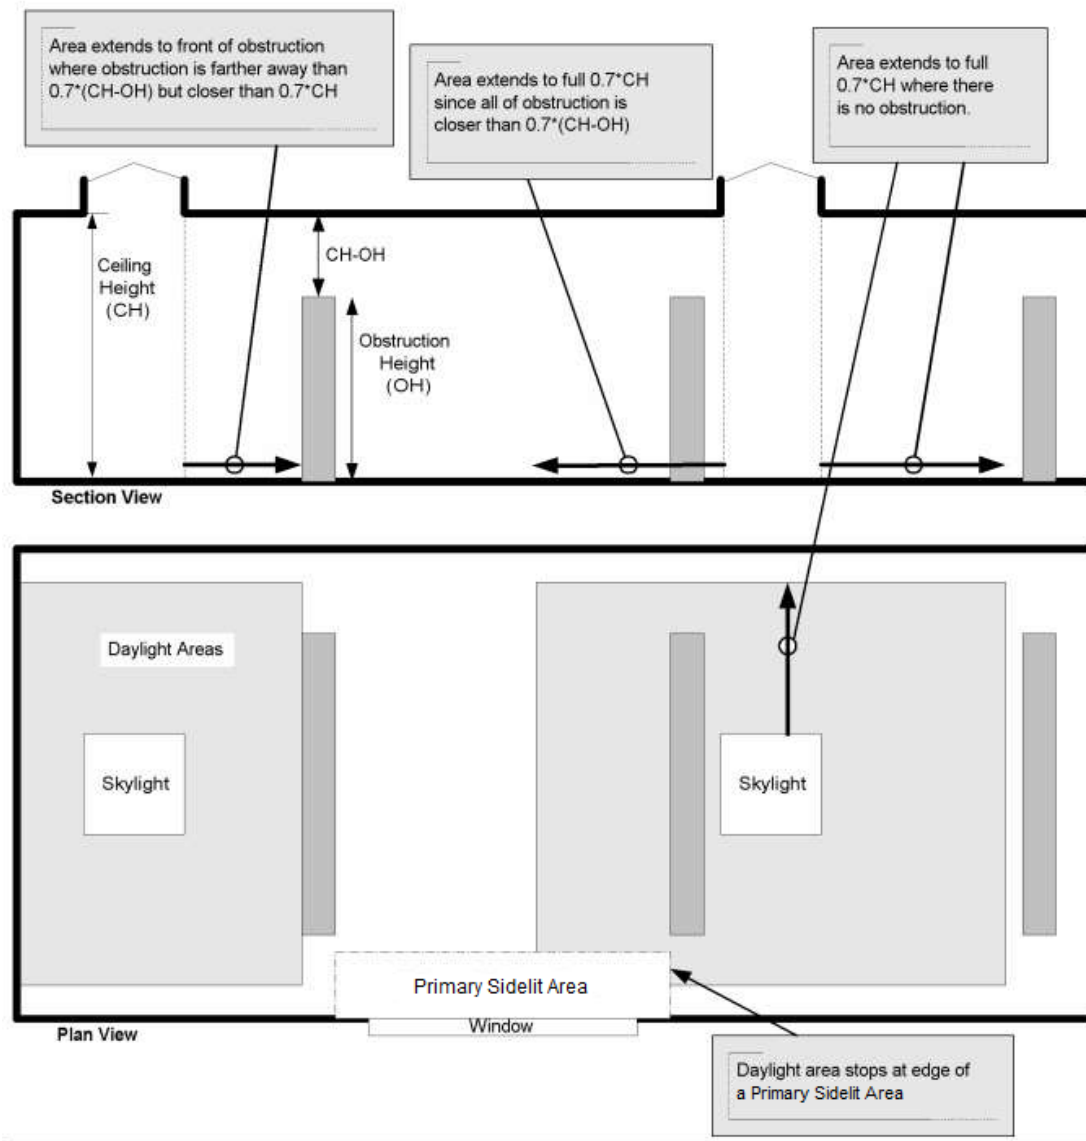 Area extends to front of obstruction
where obstruction is farther away than
0.7*(CH-OH) but closer than 0.7*CH
Area extends to full 0.7*CH
since all of obstruction is
closer than 0.7*(CH-OH)
Area extends to full
0.7*CH where there
is no obstruction.
Ceiling
Height
(CH)
CH-OH
Obstruction
Height
(OH)
Section View
Daylight Areas
Skylight
Skylight
Primary Sidelit Area
Window
Plan View
Daylight area stops at edge of
a Primary Sidelit Area